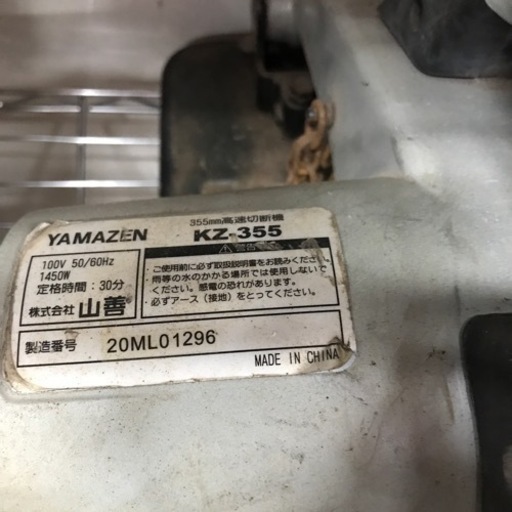 355mm高速切断機
YAMAZEN
KZ-355
100V 50/60Hz
1450W
定格時間：30分
株式会社 山善
ご使用前に必ず取扱説明書をお読みください。
雨等の水のかかる場所では使用しないで
ください。感電の恐れがあります。
必ずアース（接地）をとってください。
製造番号
20ML01296
MADE IN CHINA